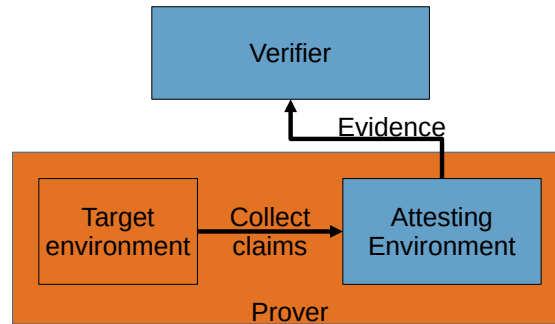 Verifier
Evidence
Target
environment
Collect
claims
Attesting
Environment
Prover